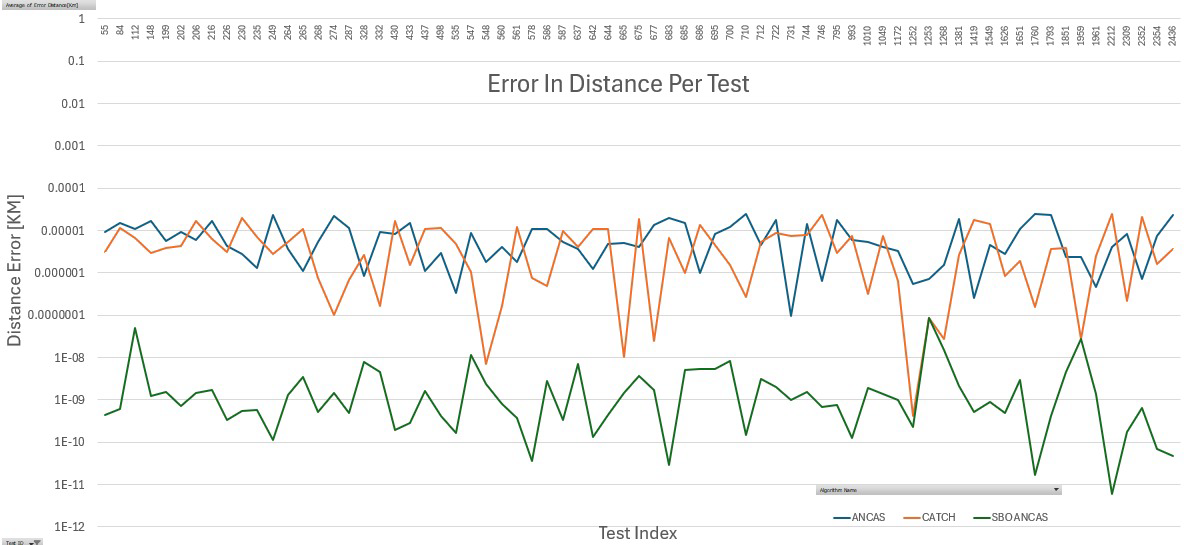 Average of Error Distance[Km]
1
55 84 112 148 199 202 206 216 226 230 235 249 264 265 268 274 287 328 332 430 433 437 498 535 547 548 560 561 578 586 587 637 642 644 665 675 677 683 685 686 695 700 710 712 722 731 744 746 795 993 1010 1049 1172 1252 1253 1268 1381 1419 1549 1626 1651 1760 1793 1851 1959 1961 2212 2309 2352 2354 2436
0.1
Error In Distance Per Test
0.01
0.001
0.0001
0.00001
0.000001
0.0000001
1E-08
1E-09
1E-10
1E-11
1E-12
Distance Error [KM]
Algorithm Name
ANCAS CATCH SBO ANCAS
Test Index
Test ID